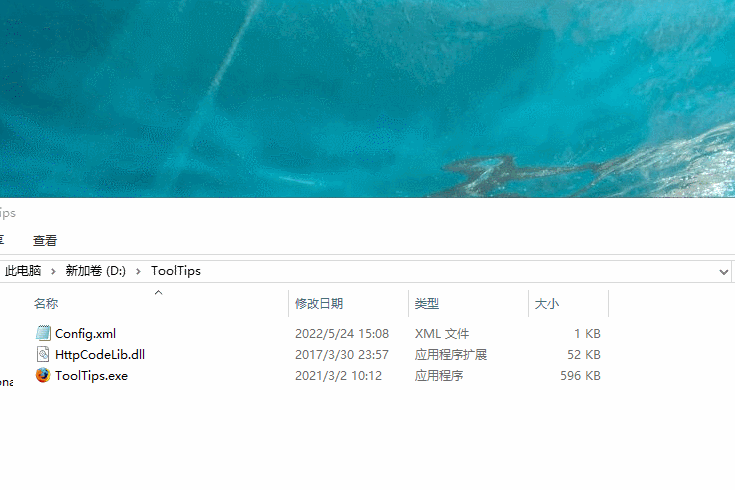 ips
查看
此电脑 > 新加卷 (D:) > ToolTips
名称 修改日期 类型 大小
Config.xml 2022/5/24 15:08 XML 文件 1 KB
HttpCodeLib.dll 2017/3/30 23:57 应用程序扩展 52 KB
ToolTips.exe 2021/3/2 10:12 应用程序 596 KB